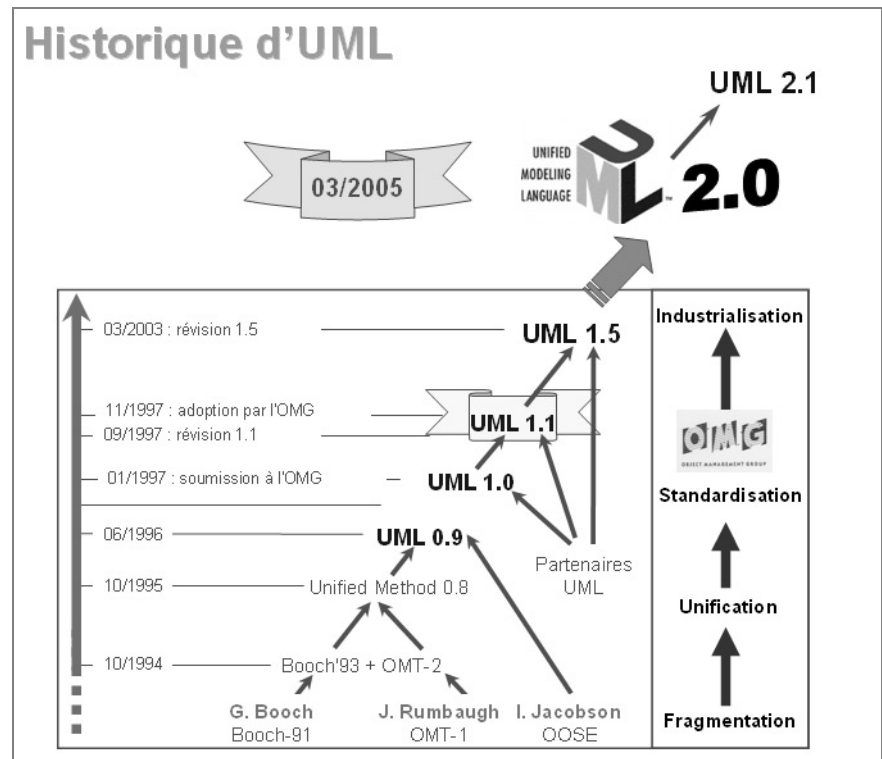 Historique d’UML
UML 2.1
03/2005
UNIFIED
MODELING
LANGUAGE
UML™ 2.0
03/2003 : révision 1.5
UML 1.5
11/1997 : adoption par l'OMG
UML 1.1
09/1997 : révision 1.1
01/1997 : soumission à l'OMG
UML 1.0
06/1996
UML 0.9
Partenaires
UML
10/1995
Unified Method 0.8
10/1994
Booch'93 + OMT-2
G. Booch
Booch-91
J. Rumbaugh
OMT-1
I. Jacobson
OOSE
Industrialisation
OMG
OBJECT MANAGEMENT GROUP
Standardisation
Unification
Fragmentation